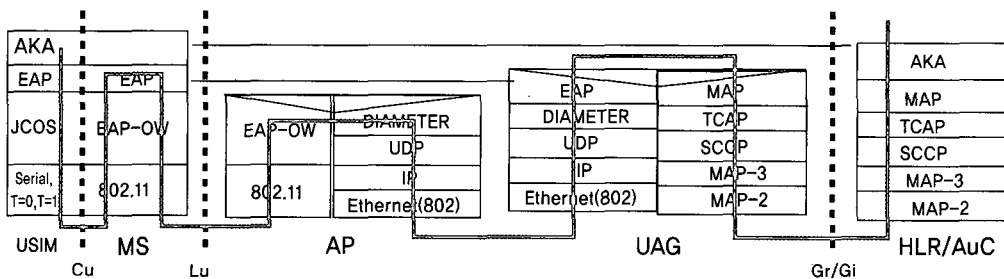 AKA
EAP
EAP
JCOS
EAP-OW
Serial,
T=0,T=1
802.11
USIM
MS
Cu
Lu
EAP-OW
DIAMETER
UDP
IP
802.11
Ethernet(802)
AP
EAP
MAP
DIAMETER
TCAP
UDP
SCCP
IP
MAP-3
Ethernet(802)
MAP-2
UAG
Gr/Gi
AKA
MAP
TCAP
SCCP
MAP-3
MAP-2
HLR/AuC